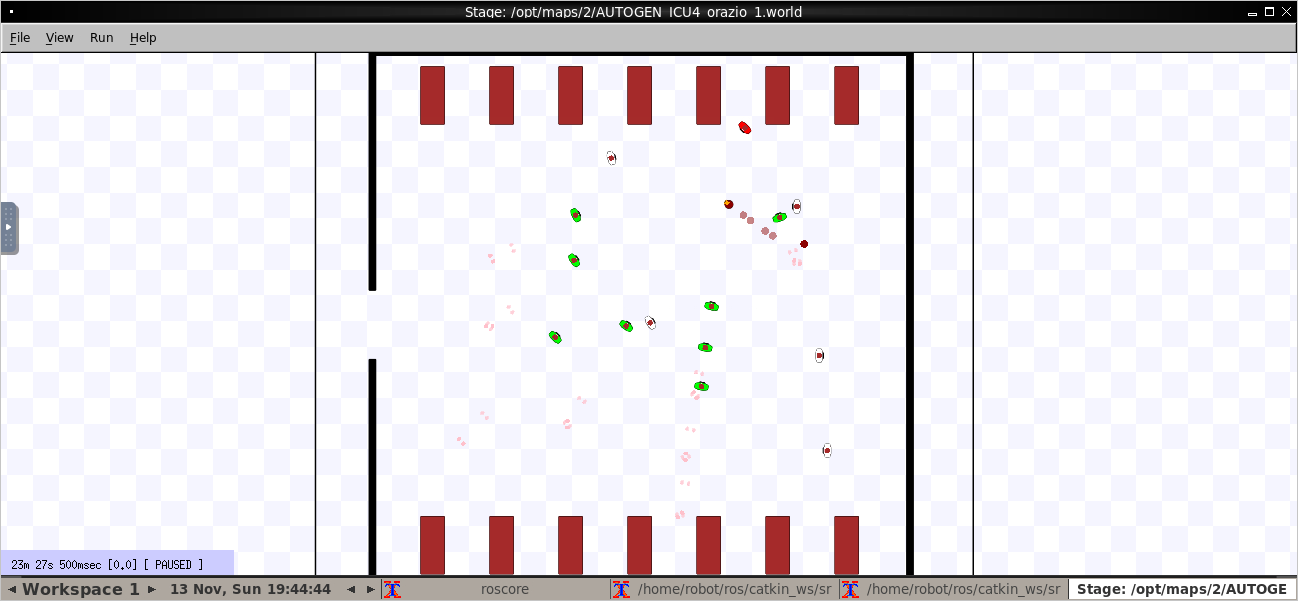 Stage: /opt/maps/2/AUTOGEN_ICU4_orazio_1.world
File View Run Help
23m 27s 500msec [0.0] [ PAUSED ]
Workspace 1 13 Nov, Sun 19:44:44 roscore /home/robot/ros/catkin_ws/sr /home/robot/ros/catkin_ws/sr Stage: /opt/maps/2/AUTOGE